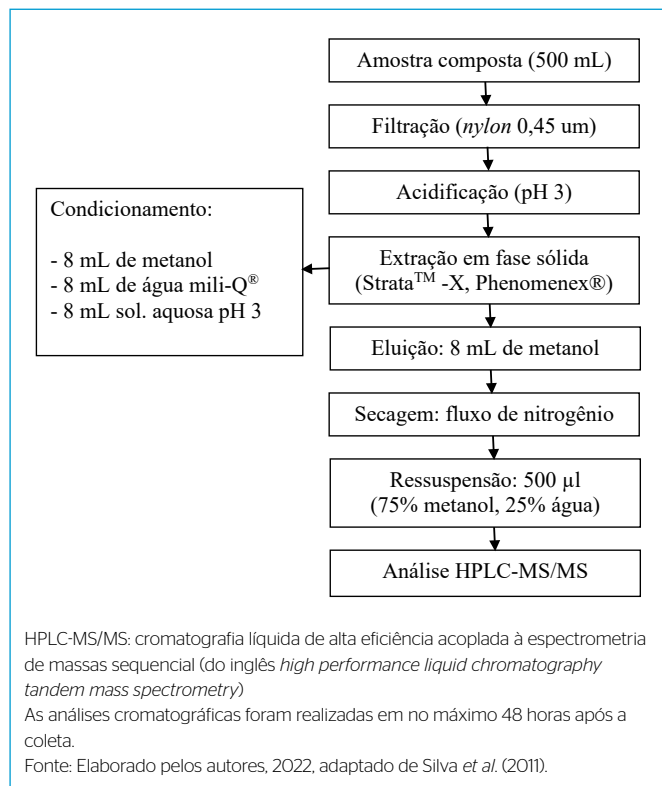 Amostra composta (500 mL)
Filtração (nylon 0,45 um)
Acidificação (pH 3)
Condicionamento:
- 8 mL de metanol
- 8 mL de água mili-Q®
- 8 mL sol. aquosa pH 3
Extração em fase sólida
(Strata™ -X, Phenomenex®)
Eluição: 8 mL de metanol
Secagem: fluxo de nitrogênio
Ressuspensão: 500 µl
(75% metanol, 25% água)
Análise HPLC-MS/MS
HPLC-MS/MS: cromatografia líquida de alta eficiência acoplada à espectrometria
de massas sequencial (do inglês high performance liquid chromatography
tandem mass spectrometry)
As análises cromatográficas foram realizadas em no máximo 48 horas após a
coleta.
Fonte: Elaborado pelos autores, 2022, adaptado de Silva et al. (2011).